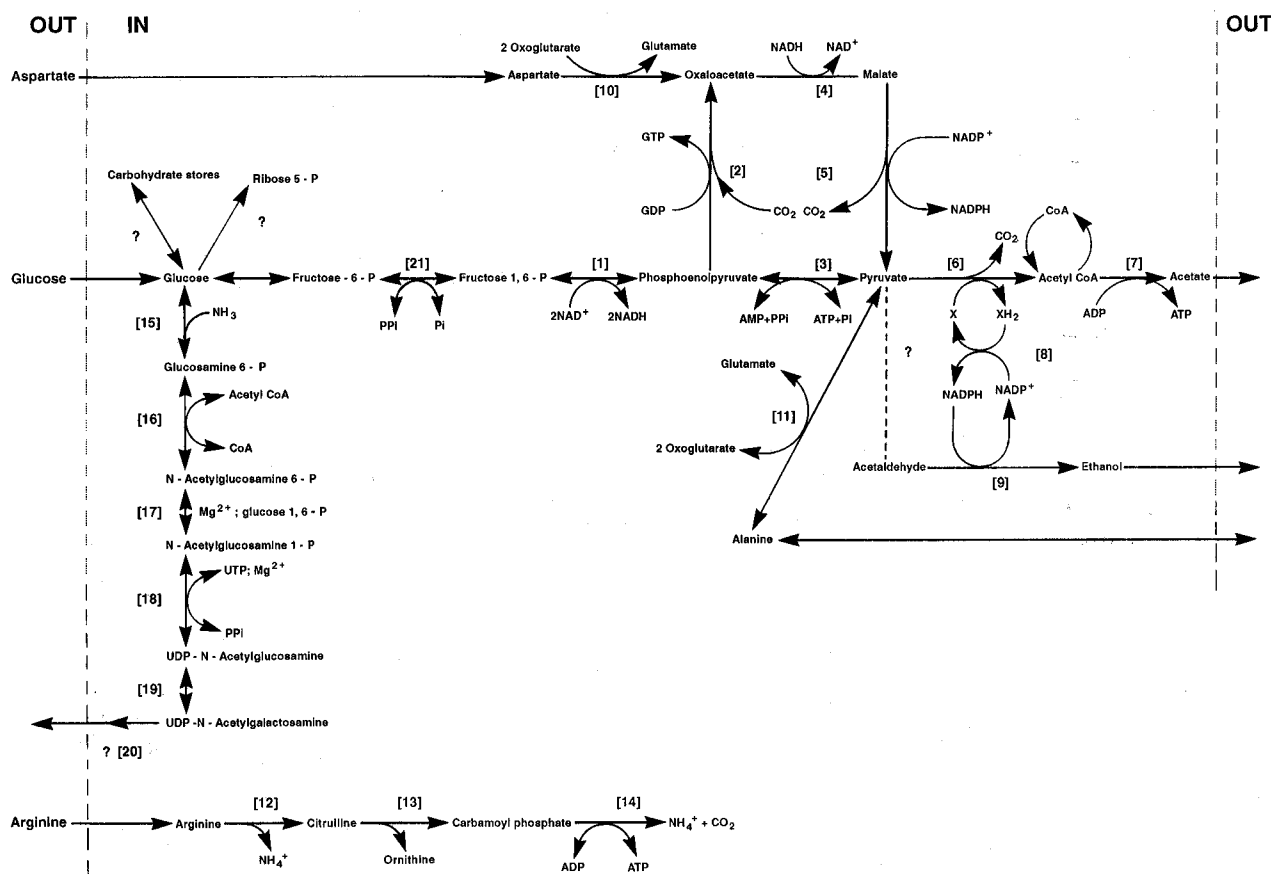 OUT IN OUT
2 Oxoglutarate Glutamate NADH NAD+
Aspartate Aspartate Oxaloacetate Malate
[10] [4]
GTP NADP+
[2] [5]
Carbohydrate stores Ribose 5 - P
GDP CO2 CO2 NADPH CoA
? ?
CO2
[21] [1] [3] [6] [7]
Glucose Glucose Fructose - 6 - P Fructose 1, 6 - P Phosphoenolpyruvate Pyruvate Acetyl CoA Acetate
[15] NH3 PPi Pi 2NAD+ 2NADH AMP+PPi ATP+Pi X XH2 ADP ATP
? [8]
Glucosamine 6 - P Glutamate
Acetyl CoA NADPH NADP+
[16] [11]
CoA 2 Oxoglutarate
Acetaldehyde Ethanol
N - Acetylglucosamine 6 - P [9]
[17] Mg2+ ; glucose 1, 6 - P
N - Acetylglucosamine 1 - P Alanine
UTP; Mg2+
[18]
PPi
UDP - N - Acetylglucosamine
[19]
UDP -N - Acetylgalactosamine
? [20]
[12] [13] [14]
Arginine Arginine Citrulline Carbamoyl phosphate NH4+ + CO2
NH4+ Ornithine ADP ATP